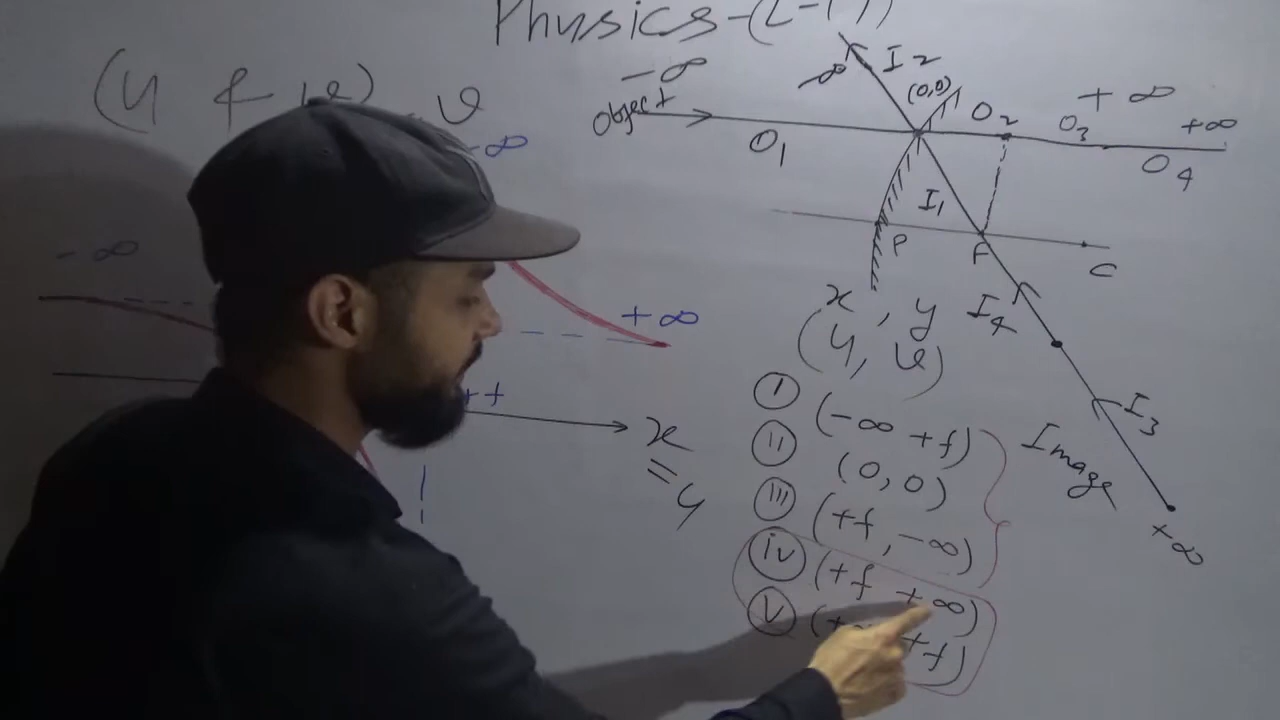 Physics-(L-
(u & v) v
-∞
-∞
+∞
+f
x
=
u
-∞
Object
O1
-∞
I2
(0,0)
O2
+∞
O3
+∞
O4
I1
P
F
C
I4
I3
Image
+∞
x, y
(u, v)
(i) (-∞ +f)
(ii) (0, 0)
(iii) (+f, -∞)
(iv) (+f +∞)
(v) ( +f)